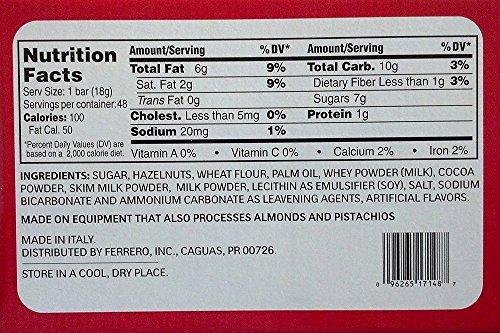 Nutrition
Facts
Serv Size: 1 bar (18g)
Servings per container:48
Calories: 100
Fat Cal. 50
*Percent Daily Values (DV) are
based on a 2,000 calorie diet.
Amount/Serving %DV*
Total Fat 6g 9%
Sat. Fat 2g 9%
Trans Fat 0g
Cholest. Less than 5mg 0%
Sodium 20mg 1%
Amount/Serving %DV*
Total Carb. 10g 3%
Dietary Fiber Less than 1g 3%
Sugars 7g
Protein 1g
Vitamin A 0% • Vitamin C 0% • Calcium 2% • Iron 2%
INGREDIENTS: SUGAR, HAZELNUTS, WHEAT FLOUR, PALM OIL, WHEY POWDER (MILK), COCOA
POWDER, SKIM MILK POWDER, MILK POWDER, LECITHIN AS EMULSIFIER (SOY), SALT, SODIUM
BICARBONATE AND AMMONIUM CARBONATE AS LEAVENING AGENTS, ARTIFICIAL FLAVORS.
MADE ON EQUIPMENT THAT ALSO PROCESSES ALMONDS AND PISTACHIOS
MADE IN ITALY.
DISTRIBUTED BY FERRERO, INC., CAGUAS, PR 00726.
STORE IN A COOL, DRY PLACE.
0 96265 17148 7